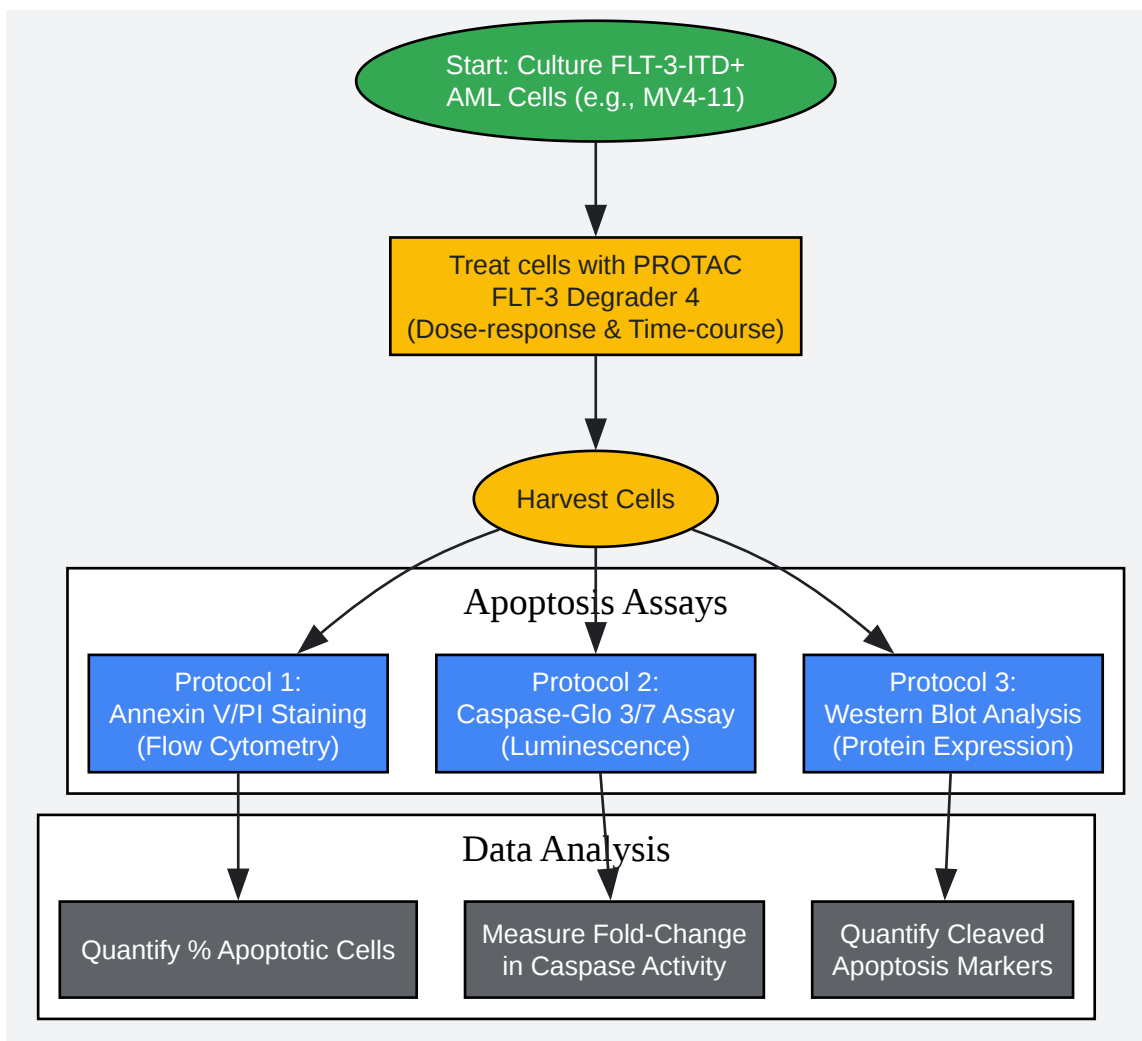 Start: Culture FLT-3-ITD+
AML Cells (e.g., MV4-11)
Treat cells with PROTAC
FLT-3 Degrader 4
(Dose-response & Time-course)
Harvest Cells
Apoptosis Assays
Protocol 1:
Annexin V/PI Staining
(Flow Cytometry)
Protocol 2:
Caspase-Glo 3/7 Assay
(Luminescence)
Protocol 3:
Western Blot Analysis
(Protein Expression)
Data Analysis
Quantify % Apoptotic Cells
Measure Fold-Change
in Caspase Activity
Quantify Cleaved
Apoptosis Markers